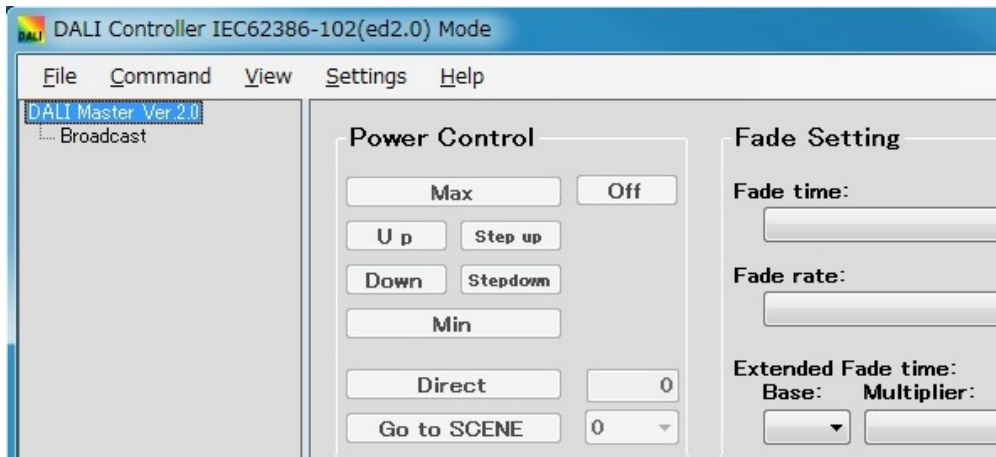 DALI DALI Controller IEC62386-102(ed2.0) Mode
File Command View Settings Help
DALI Master Ver.2.0
Broadcast
Power Control
Max Off
Up Step up
Down Stepdown
Min
Direct 0
Go to SCENE 0
Fade Setting
Fade time:
Fade rate:
Extended Fade time:
Base: Multiplier: